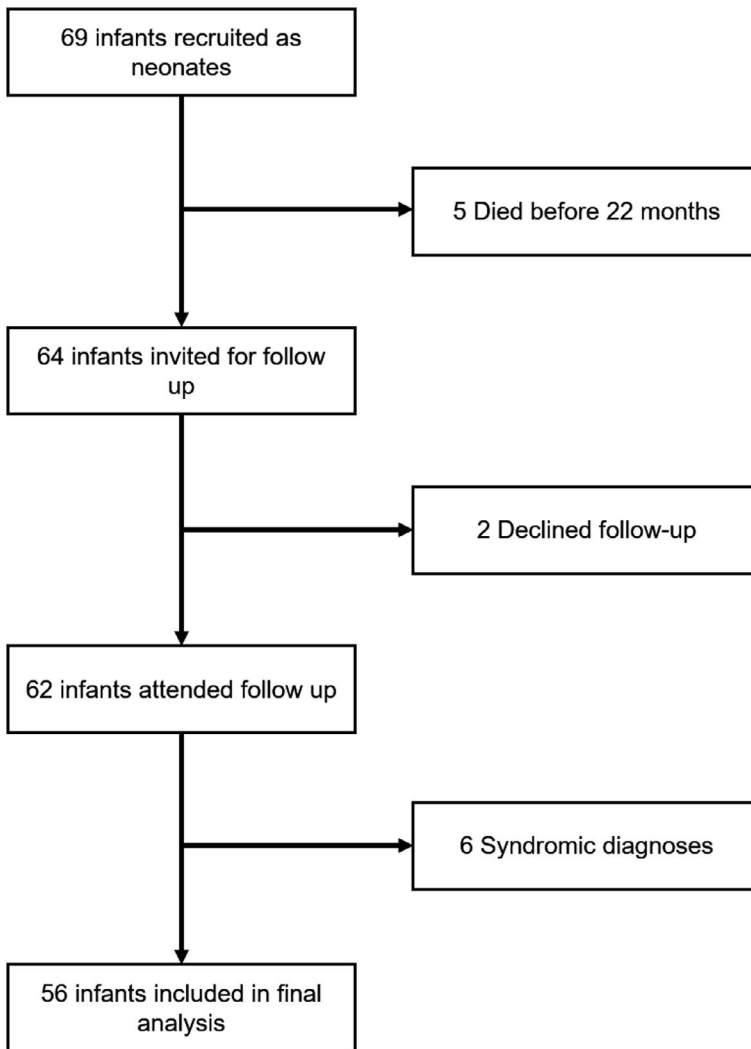 69 infants recruited as
neonates
5 Died before 22 months
64 infants invited for follow
up
2 Declined follow-up
62 infants attended follow up
6 Syndromic diagnoses
56 infants included in final
analysis